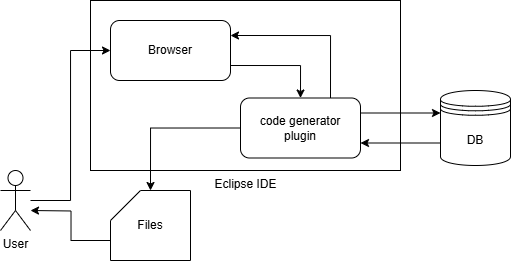 Browser
code generator
plugin
DB
Eclipse IDE
Files
User